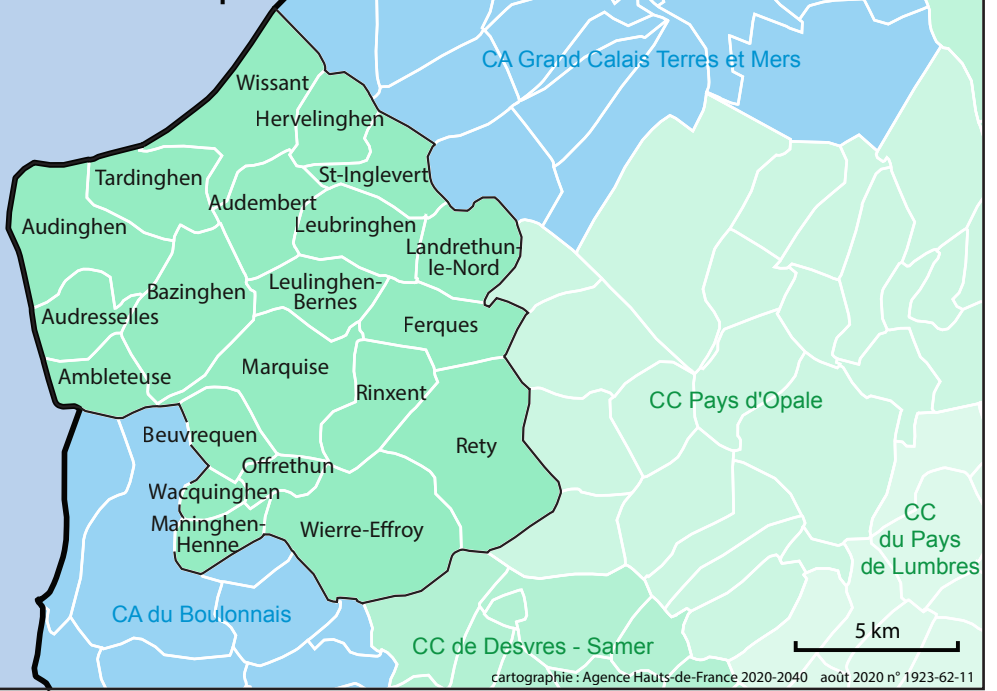 CA Grand Calais Terres et Mers
Wissant
Hervelinghen
Tardinghen
St-Inglevert
Audembert
Audinghen
Leubringhen
Landrethun-
le-Nord
Bazinghen
Leulinghen-
Bernes
Audresselles
Ferques
Ambleteuse
Marquise
Rinxent
CC Pays d'Opale
Beuvrequen
Rety
Offrethun
Wacquinghen
Maninghen-
Henne
Wierre-Effroy
CC
du Pays
de Lumbres
CA du Boulonnais
CC de Desvres - Samer
5 km
cartographie : Agence Hauts-de-France 2020-2040 août 2020 n° 1923-62-11